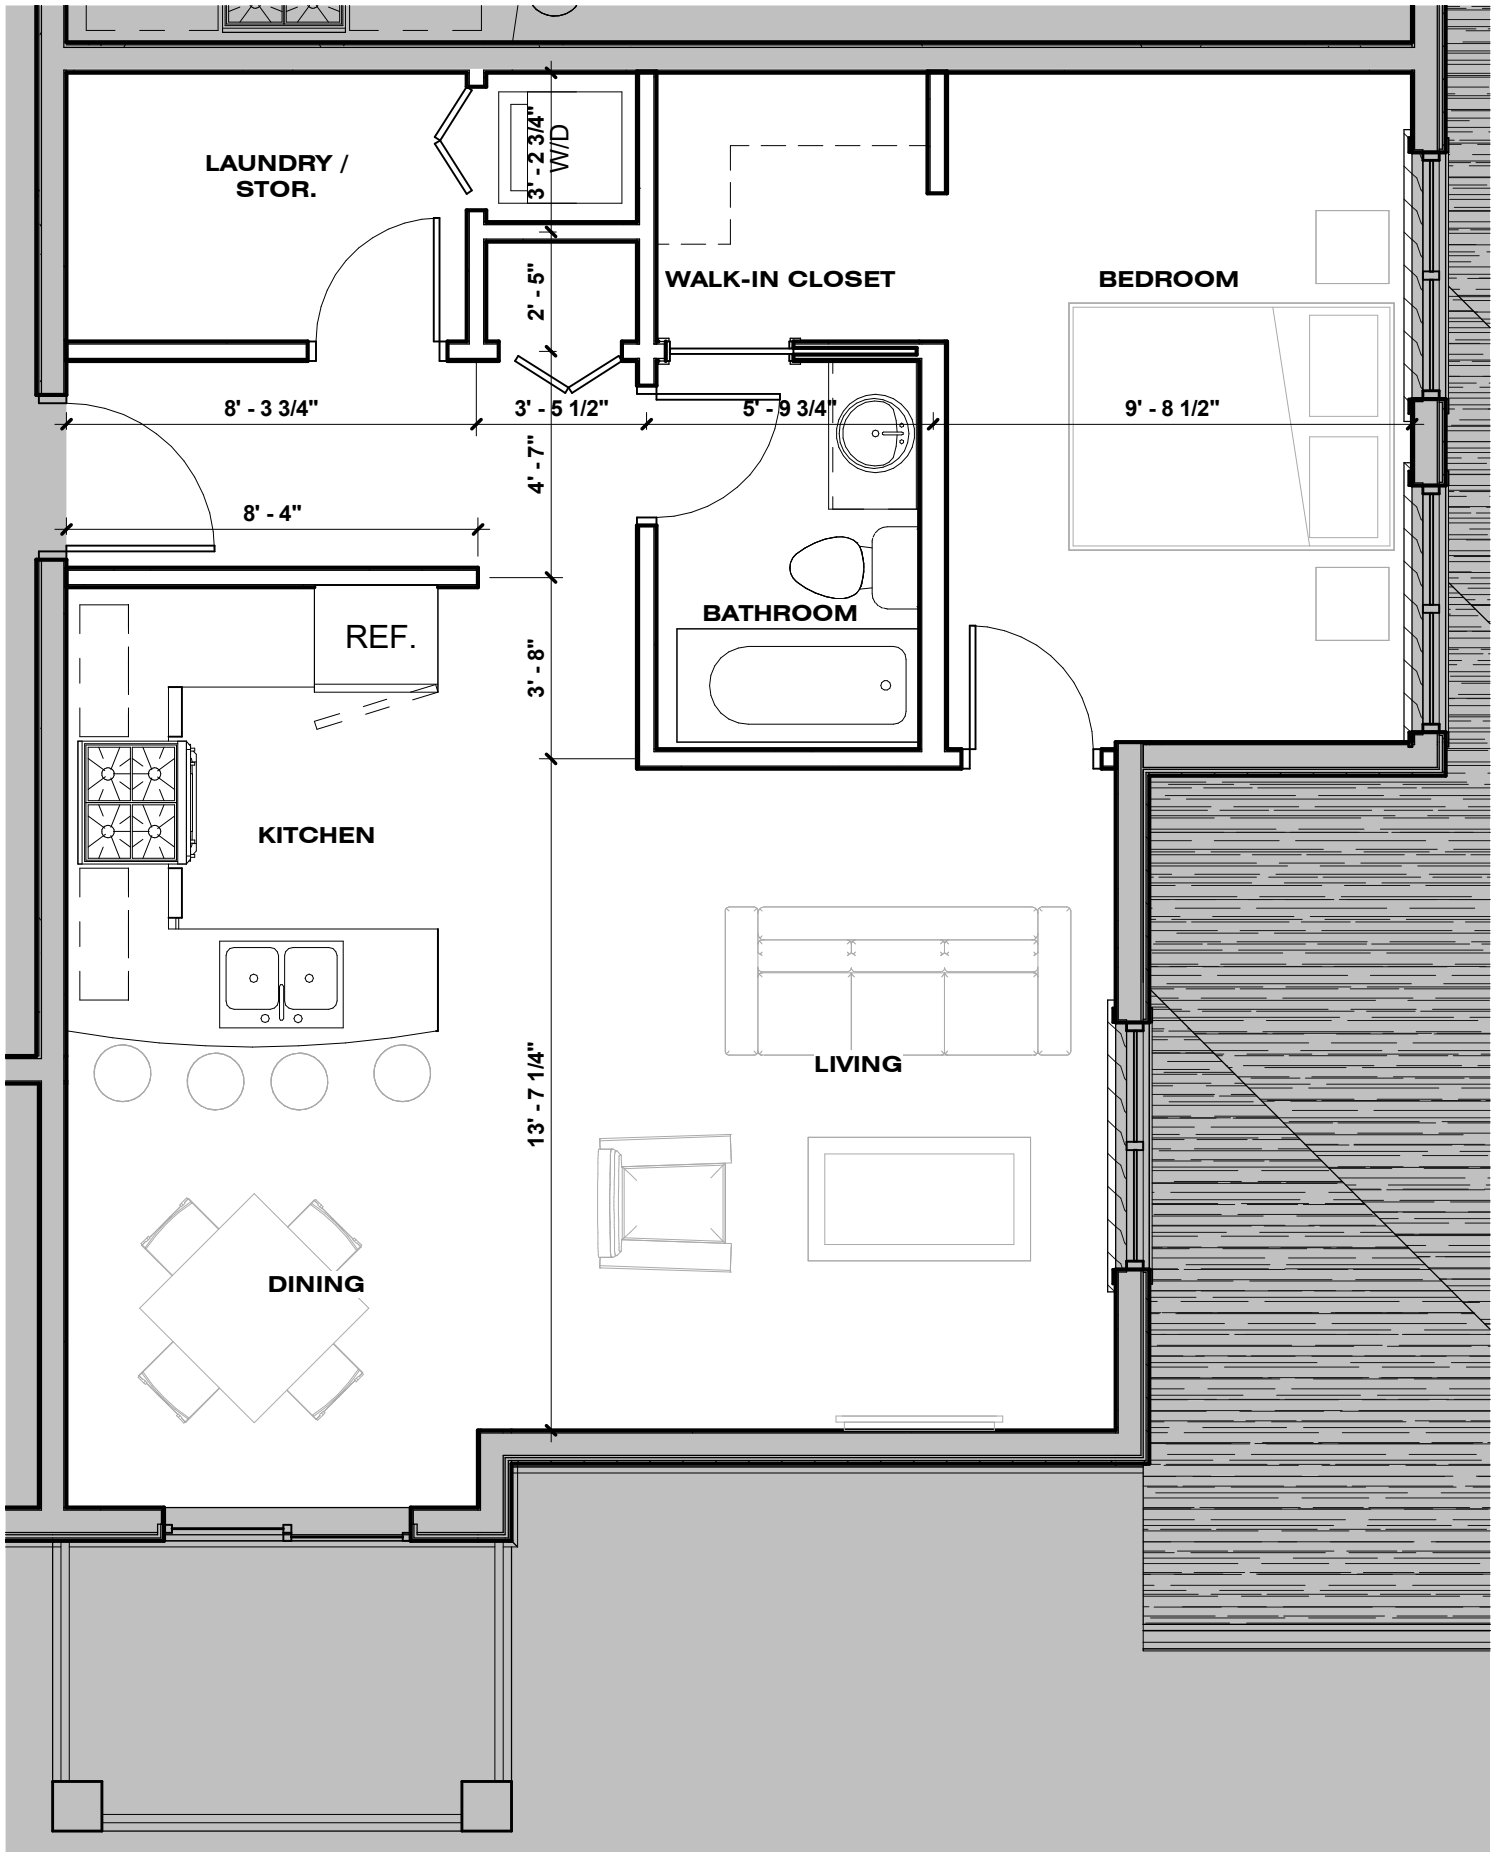 LAUNDRY /
STOR.
3' - 2 3/4"
W/D
2' - 5"
WALK-IN CLOSET
BEDROOM
8' - 3 3/4"
3' - 5 1/2"
5' - 9 3/4"
9' - 8 1/2"
4' - 7"
8' - 4"
BATHROOM
REF.
3' - 8"
KITCHEN
LIVING
13' - 7 1/4"
DINING